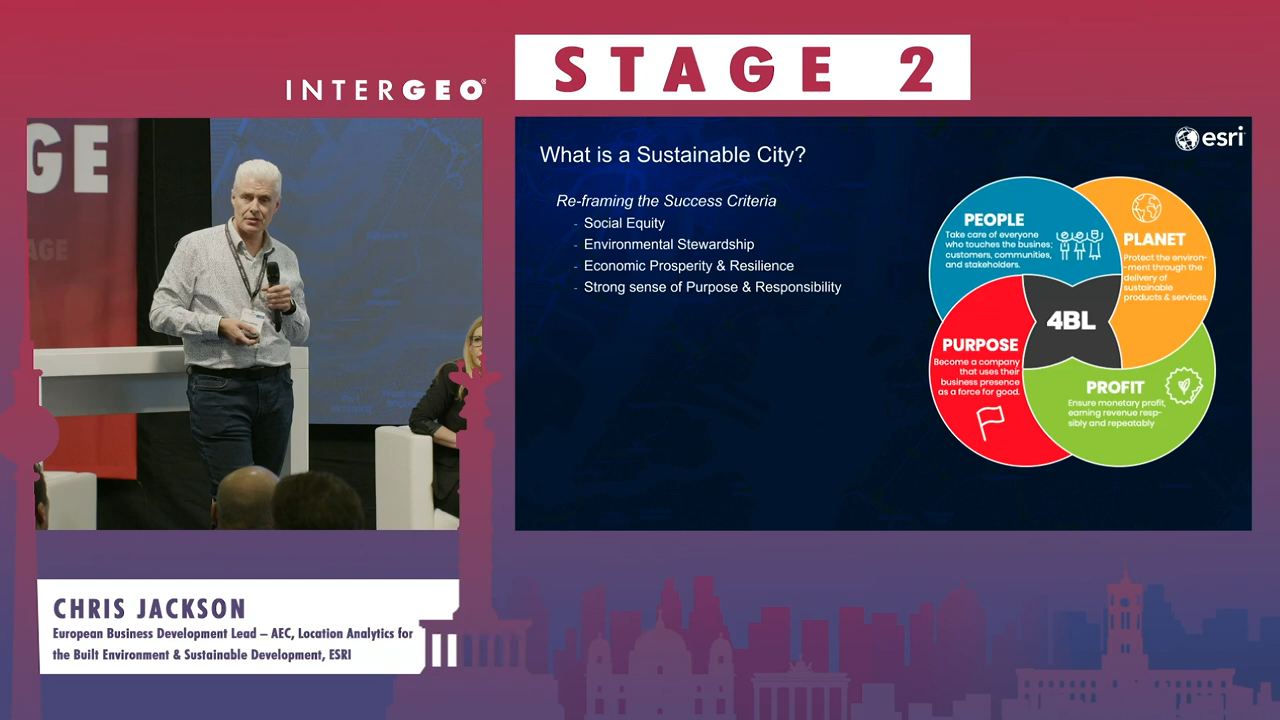 STAGE 2
INTERGEO®
GE
AGE
esri
What is a Sustainable City?
Re-framing the Success Criteria
- Social Equity
- Environmental Stewardship
- Economic Prosperity & Resilience
- Strong sense of Purpose & Responsibility
PEOPLE
Take care of everyone
who touches the busines;
customers, communities,
and stakeholders.
PLANET
Protect the environ-
-ment through the
delivery of
sustainable
products & services.
4BL
PURPOSE
Become a company
that uses their
business presence
as a force for good.
PROFIT
Ensure monetary profit,
earning revenue resp-
sibly and repeatably
CHRIS JACKSON
European Business Development Lead – AEC, Location Analytics for
the Built Environment & Sustainable Development, ESRI